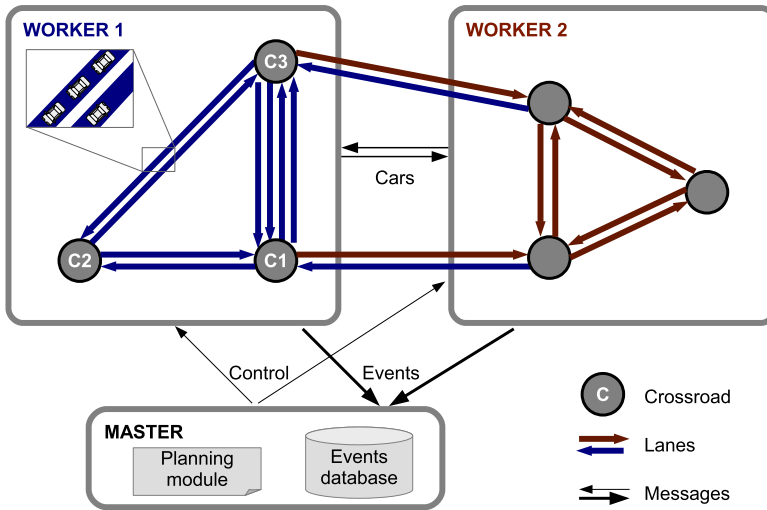 WORKER 1
WORKER 2
C3
Cars
C2
C1
Control
Events
MASTER
Planning
module
Events
database
C
Crossroad
Lanes
Messages